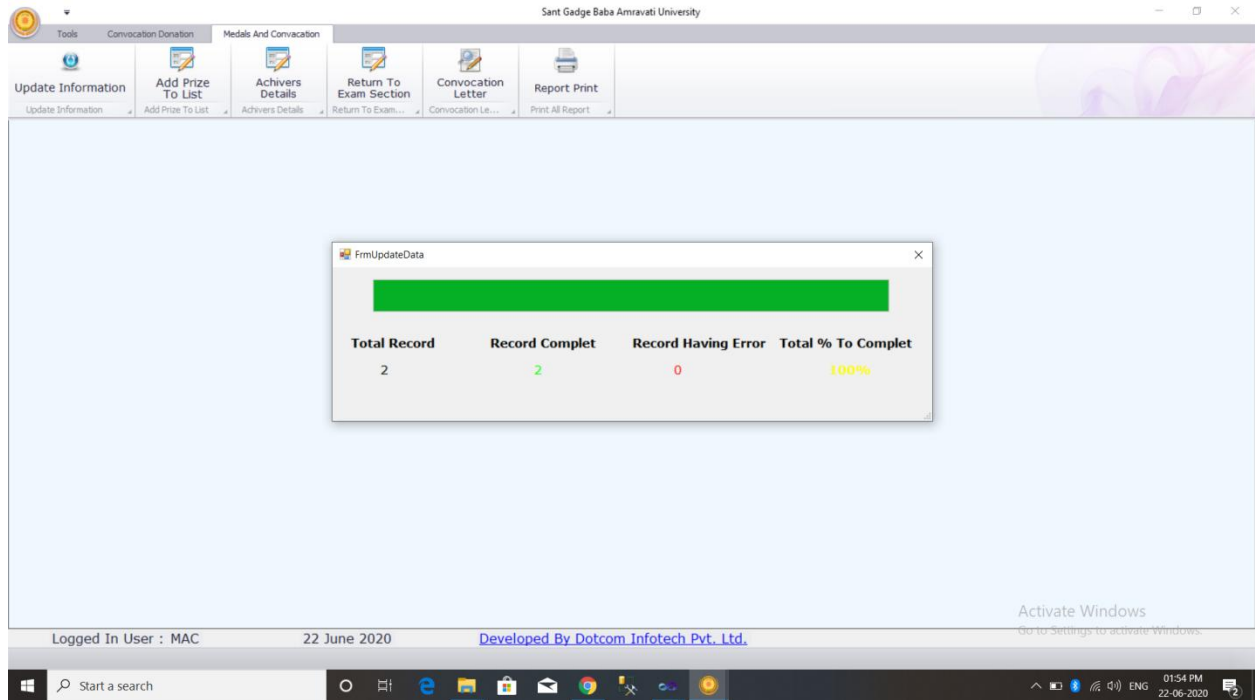 Sant Gadge Baba Amravati University
Tools Convocation Donation Medals And Convacation
Update Information
Add Prize To List
Achivers Details
Return To Exam Section
Convocation Letter
Report Print
Update Information Add Prize To List Achivers Details Return To Exam... Convocation Le... Print All Report
FrmUpdateData
Total Record Record Complet Record Having Error Total % To Complet
2 2 0 100%
Activate Windows
Go to Settings to activate Windows.
Logged In User : MAC 22 June 2020 Developed By Dotcom Infotech Pvt. Ltd.
Start a search
ENG
01:54 PM
22-06-2020
2